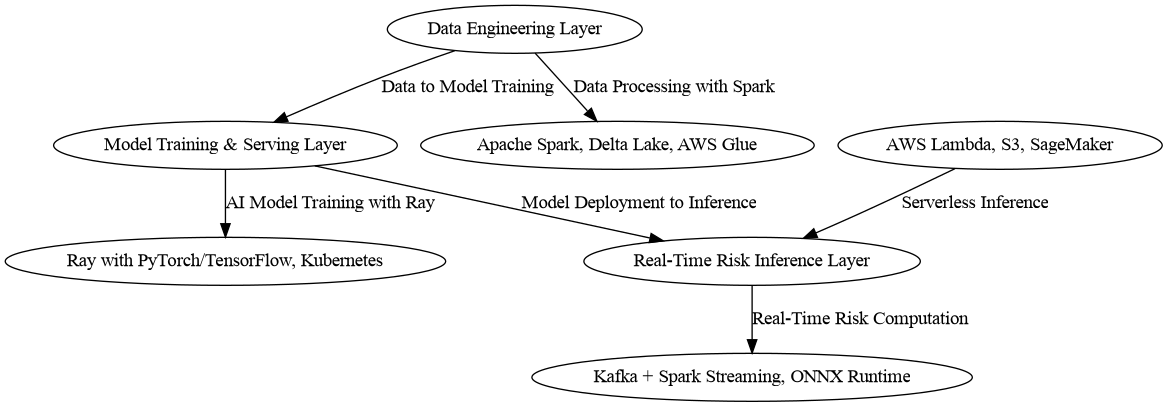 Data Engineering Layer
Data to Model Training
Data Processing with Spark
Model Training & Serving Layer
Apache Spark, Delta Lake, AWS Glue
AWS Lambda, S3, SageMaker
AI Model Training with Ray
Model Deployment to Inference
Serverless Inference
Ray with PyTorch/TensorFlow, Kubernetes
Real-Time Risk Inference Layer
Real-Time Risk Computation
Kafka + Spark Streaming, ONNX Runtime